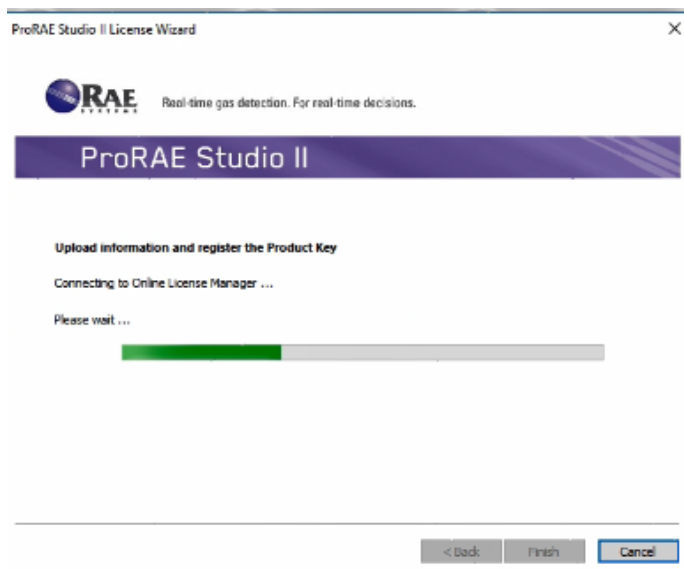 ProRAE Studio II License Wizard
RAE
SYSTEMS
Real-time gas detection. For real-time decisions.
ProRAE Studio II
Upload information and register the Product Key
Connecting to Online License Manager ...
Please wait ...
< Back
Finish
Cancel